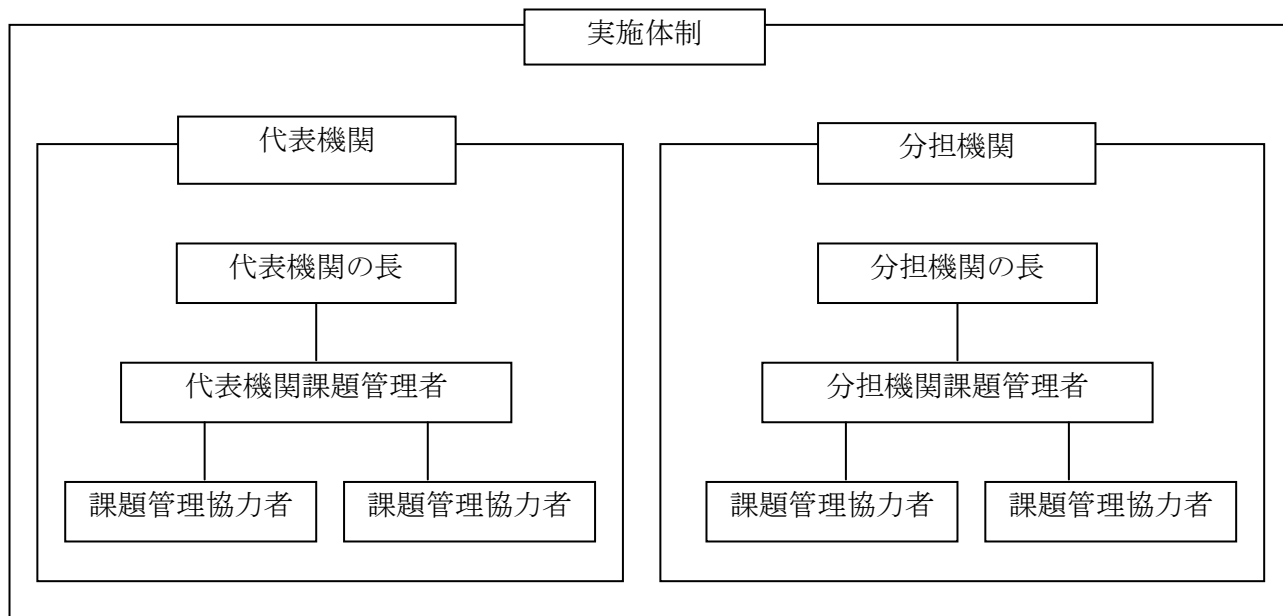 実施体制
代表機関
代表機関の長
代表機関課題管理者
課題管理協力者
課題管理協力者
分担機関
分担機関の長
分担機関課題管理者
課題管理協力者
課題管理協力者